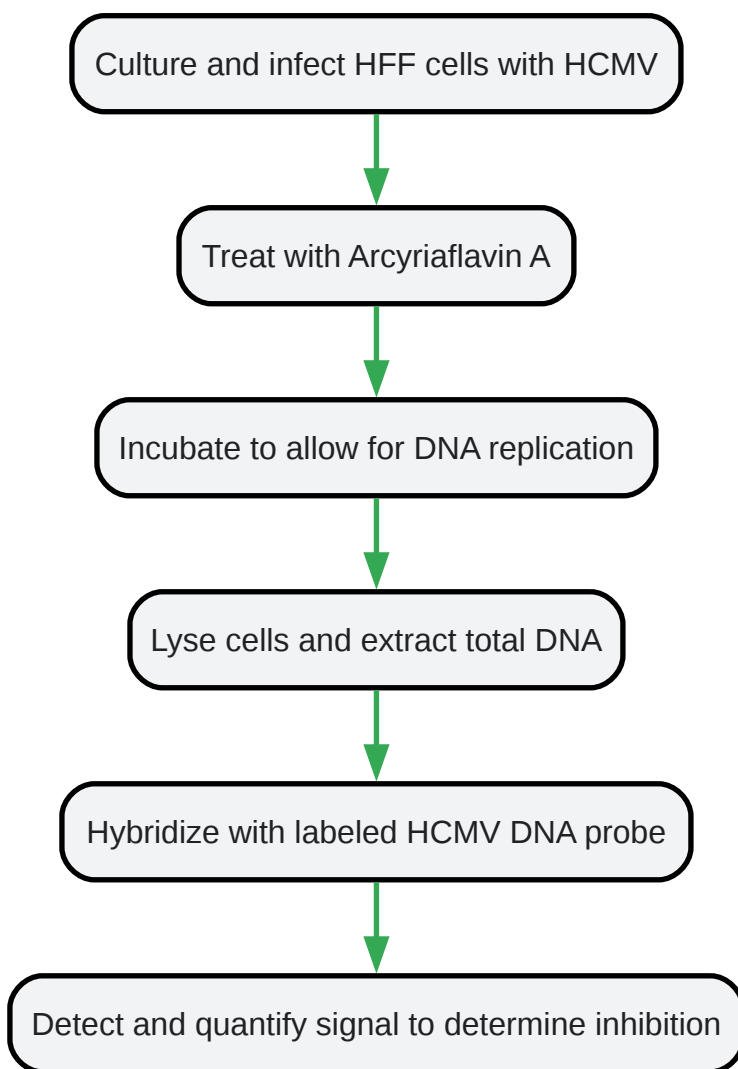 Culture and infect HFF cells with HCMV
Treat with Arcyriaflavin A
Incubate to allow for DNA replication
Lyse cells and extract total DNA
Hybridize with labeled HCMV DNA probe
Detect and quantify signal to determine inhibition